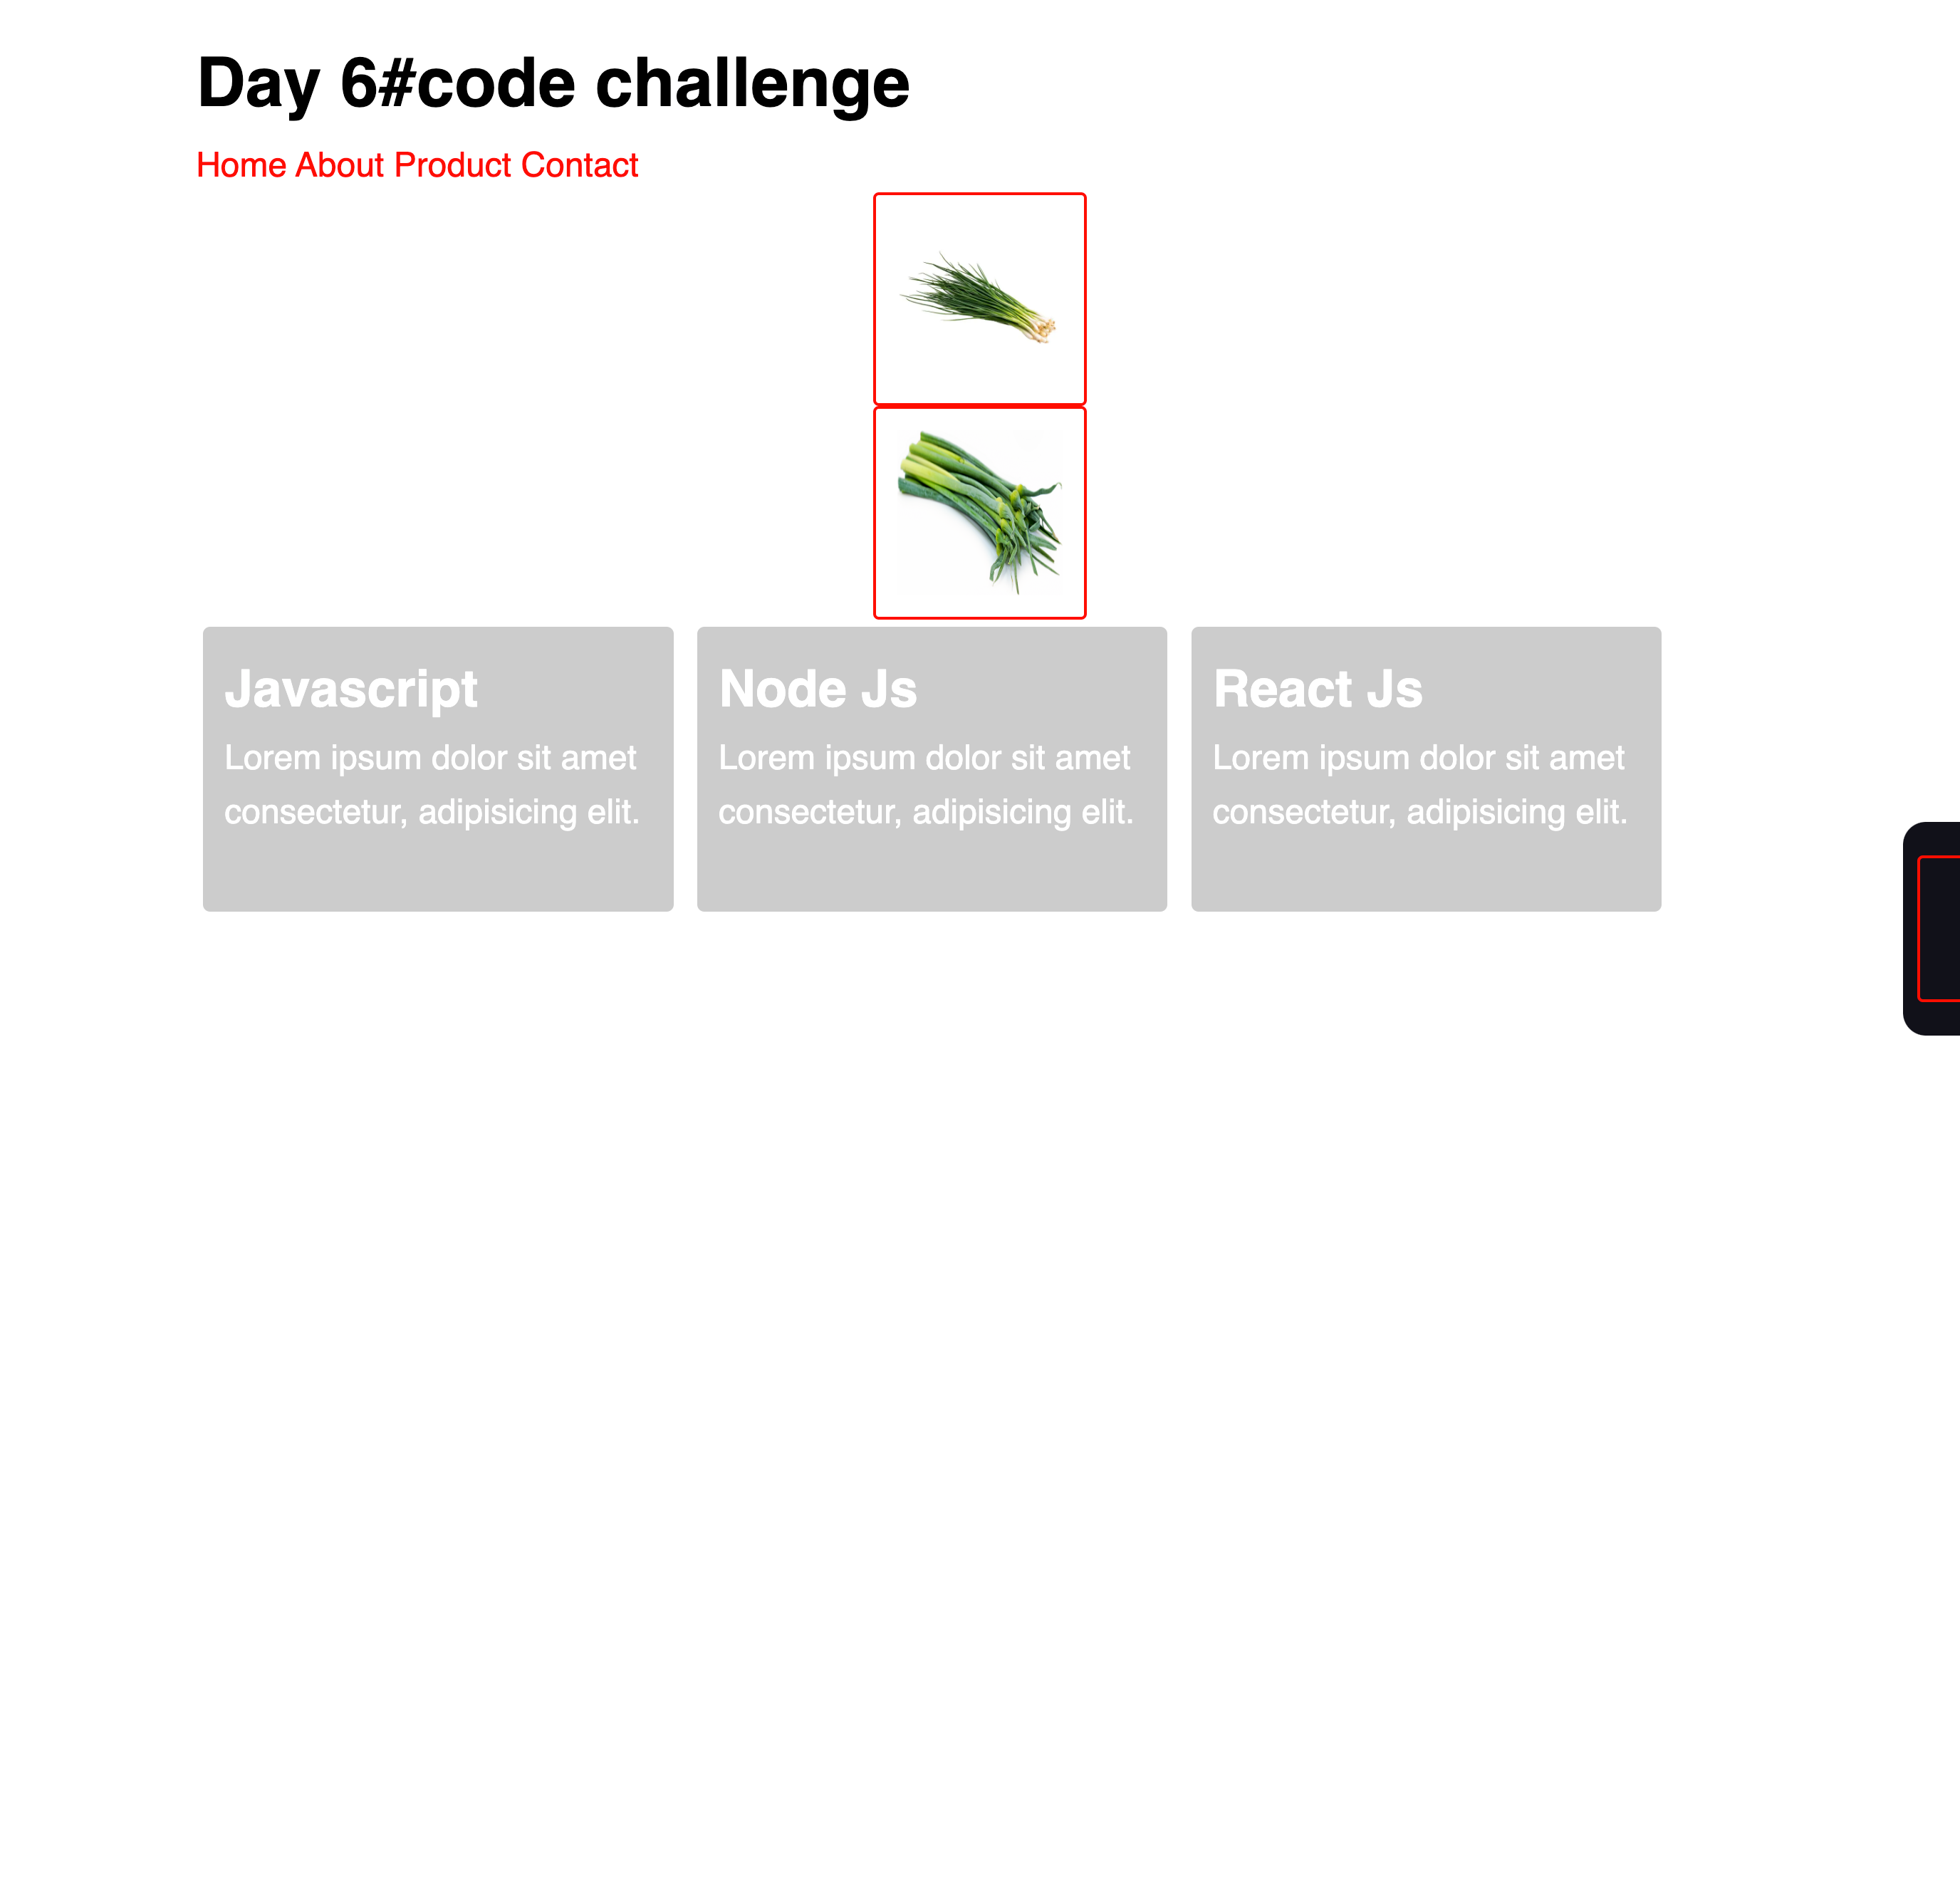 Day 6#code challenge
Home About Product Contact
Javascript
Lorem ipsum dolor sit amet
consectetur, adipisicing elit.
Node Js
Lorem ipsum dolor sit amet
consectetur, adipisicing elit.
React Js
Lorem ipsum dolor sit amet
consectetur, adipisicing elit.